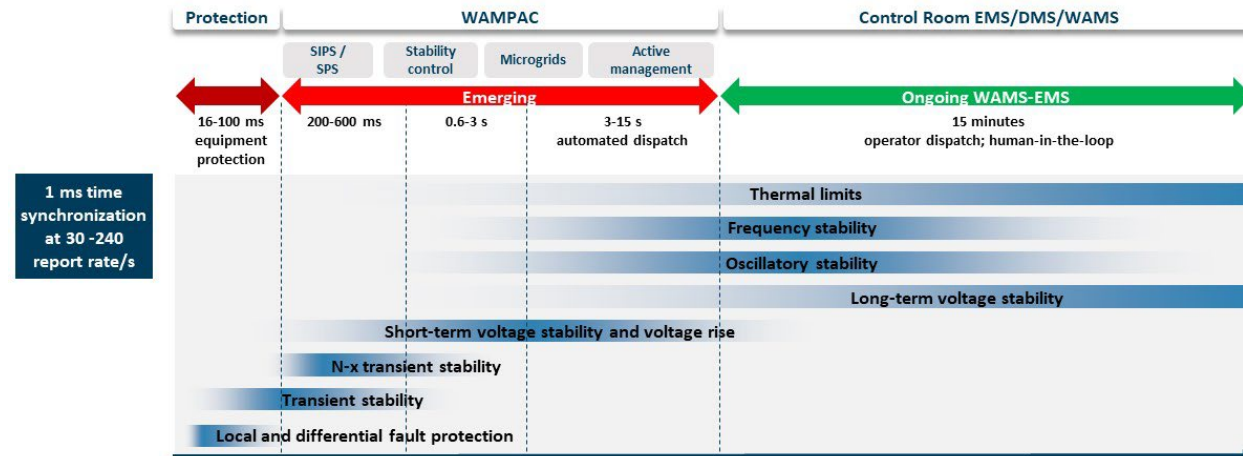 Protection
WAMPAC
Control Room EMS/DMS/WAMS
SIPS /
SPS
Stability
control
Microgrids
Active
management
Emerging
Ongoing WAMS-EMS
16-100 ms
equipment
protection
200-600 ms
0.6-3 s
3-15 s
automated dispatch
15 minutes
operator dispatch; human-in-the-loop
1 ms time
synchronization
at 30 -240
report rate/s
Thermal limits
Frequency stability
Oscillatory stability
Long-term voltage stability
Short-term voltage stability and voltage rise
N-x transient stability
Transient stability
Local and differential fault protection